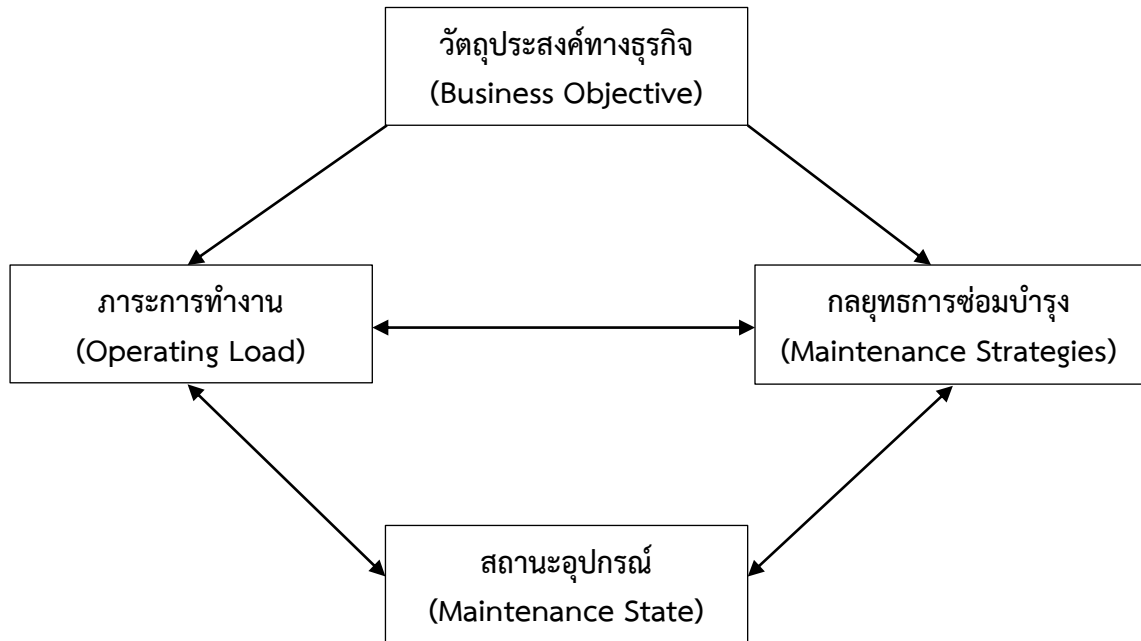 วัตถุประสงค์ทางธุรกิจ
(Business Objective)
ภาระการทำงาน
(Operating Load)
กลยุทธการซ่อมบำรุง
(Maintenance Strategies)
สถานะอุปกรณ์
(Maintenance State)